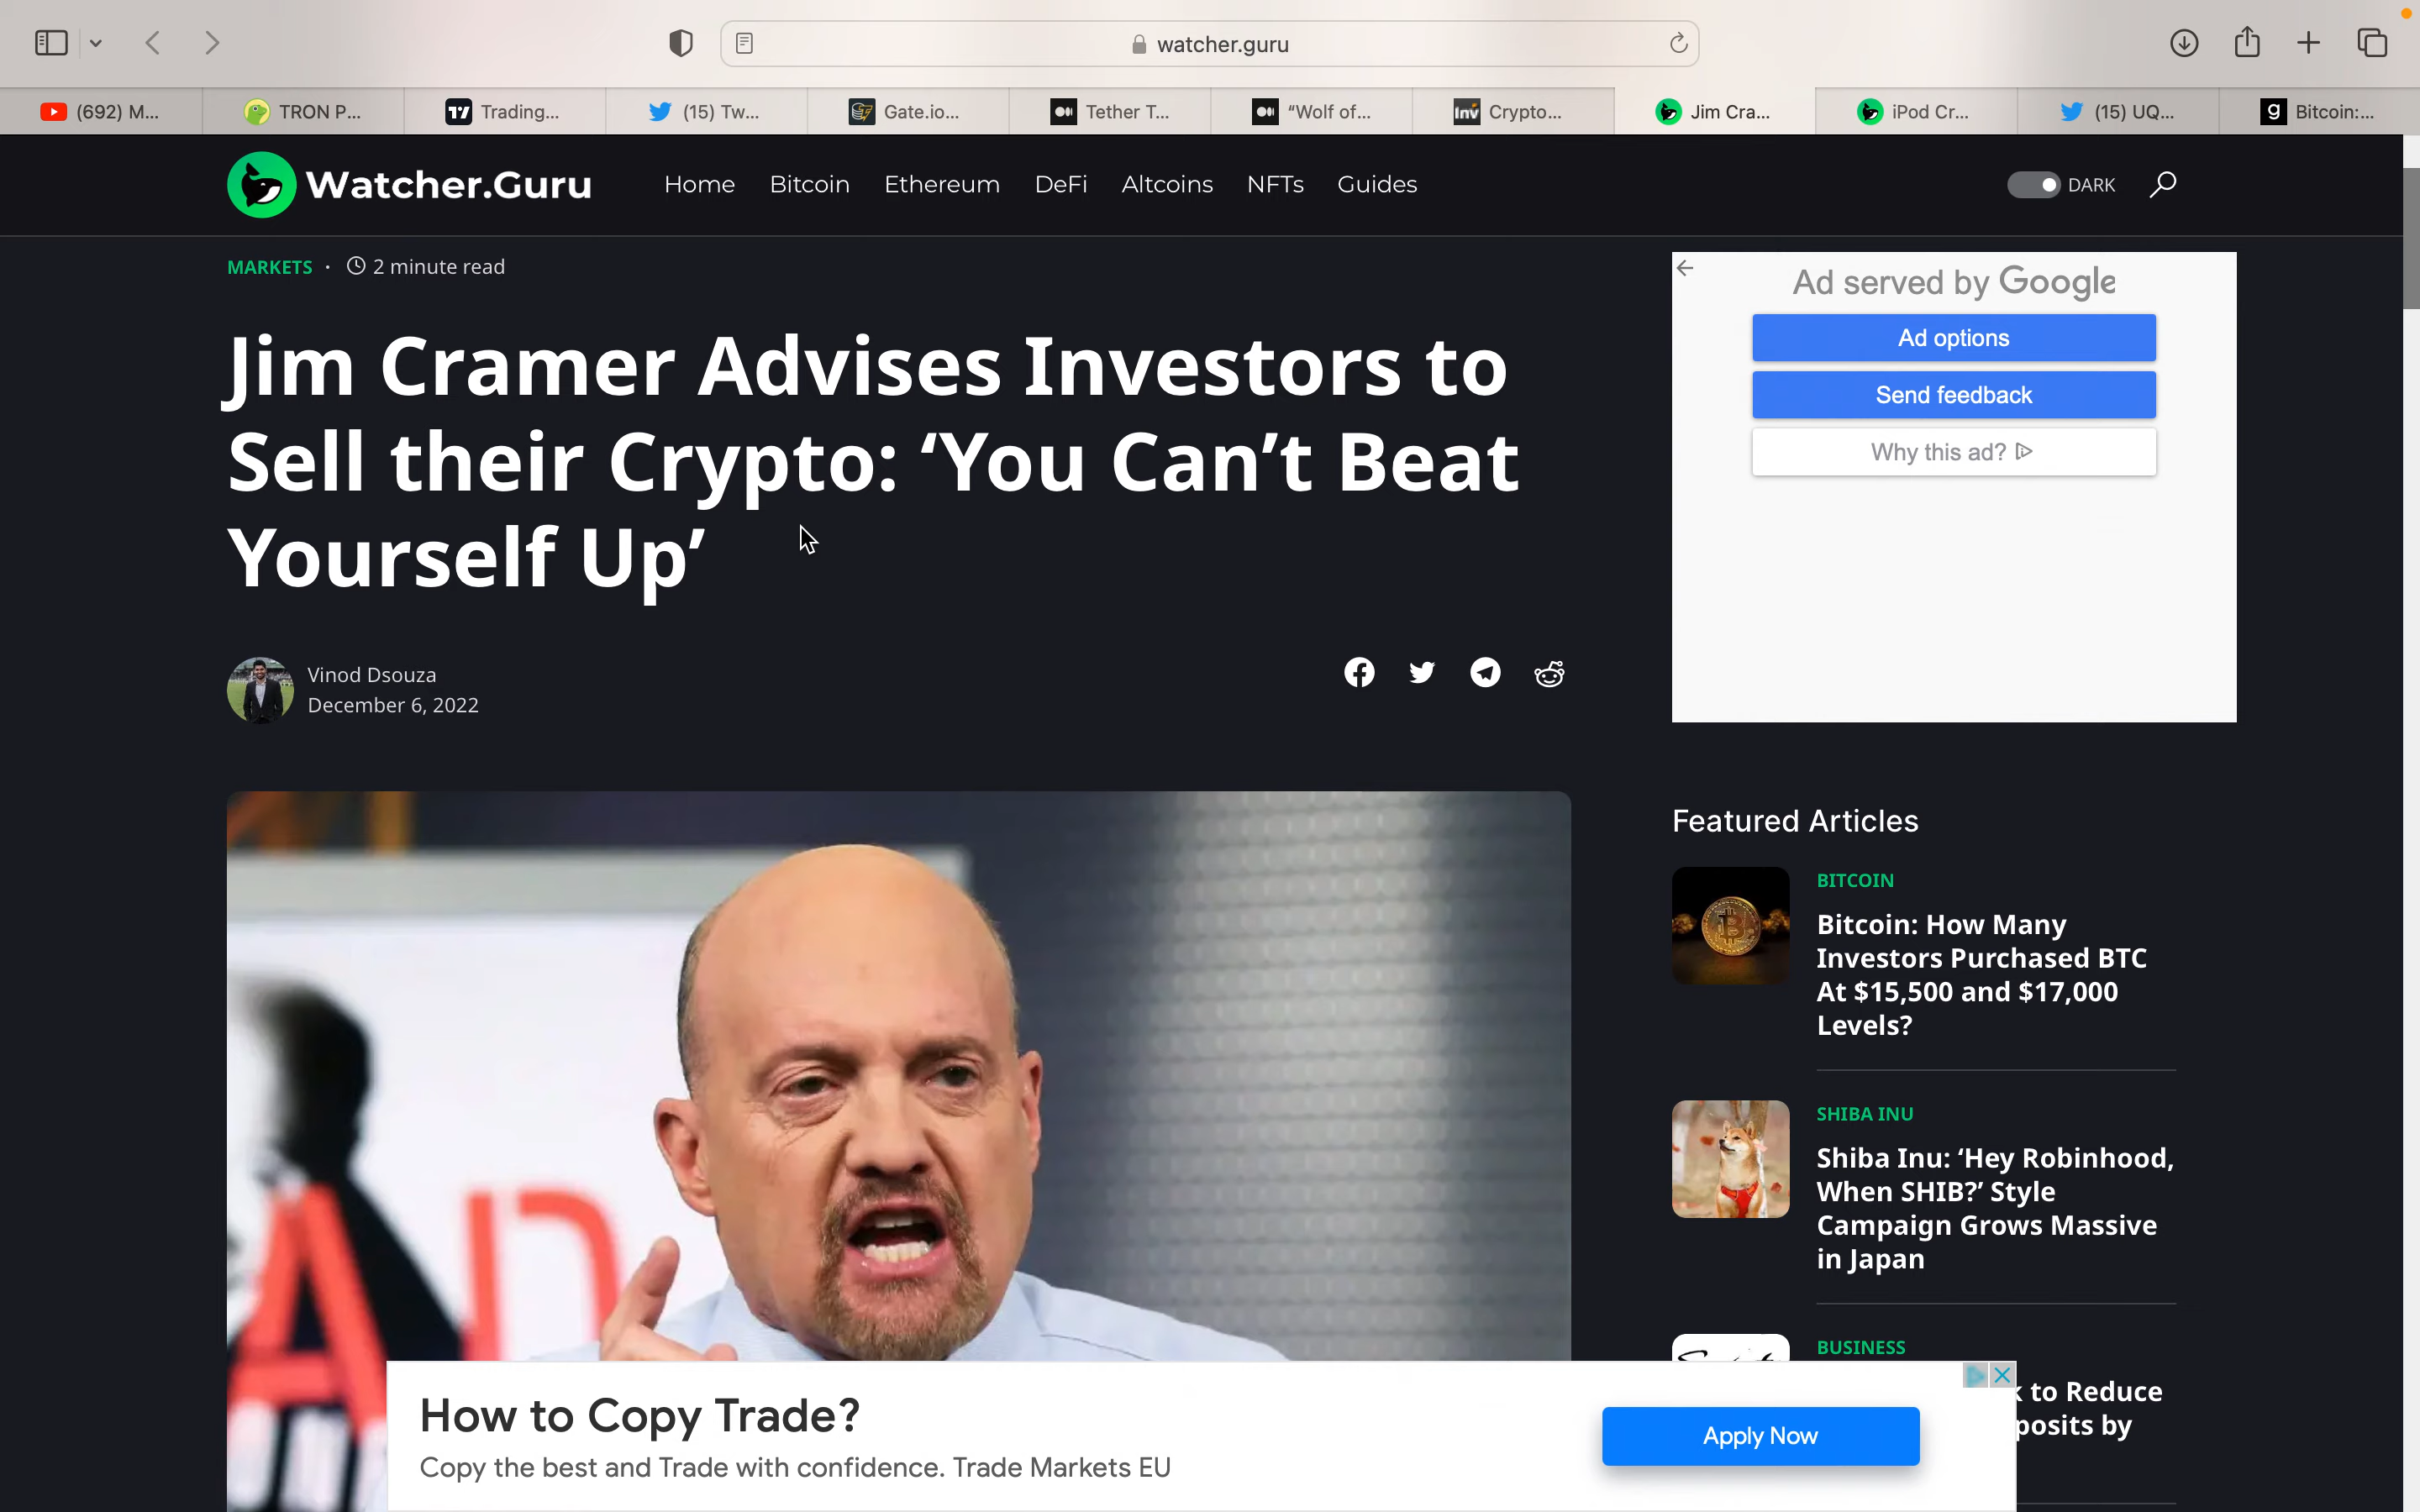 watcher.guru
(692) M...
TRON P...
Trading...
(15) Tw...
Gate.io...
Tether T...
"Wolf of...
Crypto...
Jim Cra...
iPod Cr...
(15) UQ...
Bitcoin:...
Watcher.Guru
Home
Bitcoin
Ethereum
DeFi
Altcoins
NFTs
Guides
DARK
MARKETS · 2 minute read
Jim Cramer Advises Investors to
Sell their Crypto: ‘You Can’t Beat
Yourself Up’
Vinod Dsouza
December 6, 2022
Ad served by Google
Ad options
Send feedback
Why this ad?
AD
Featured Articles
BITCOIN
Bitcoin: How Many
Investors Purchased BTC
At $15,500 and $17,000
Levels?
SHIBA INU
Shiba Inu: ‘Hey Robinhood,
When SHIB?’ Style
Campaign Grows Massive
in Japan
BUSINESS
to Reduce
by
How to Copy Trade?
Copy the best and Trade with confidence. Trade Markets EU
Apply Now